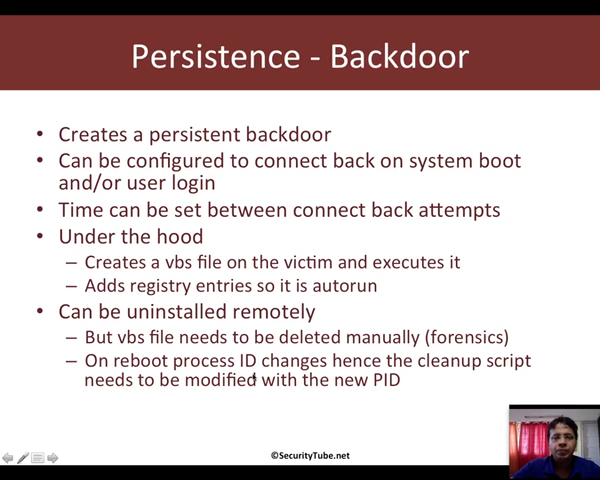 Persistence - Backdoor
• Creates a persistent backdoor
• Can be configured to connect back on system boot
and/or user login
• Time can be set between connect back attempts
• Under the hood
– Creates a vbs file on the victim and executes it
– Adds registry entries so it is autorun
• Can be uninstalled remotely
– But vbs file needs to be deleted manually (forensics)
– On reboot process ID changes hence the cleanup script
needs to be modified with the new PID
©SecurityTube.net